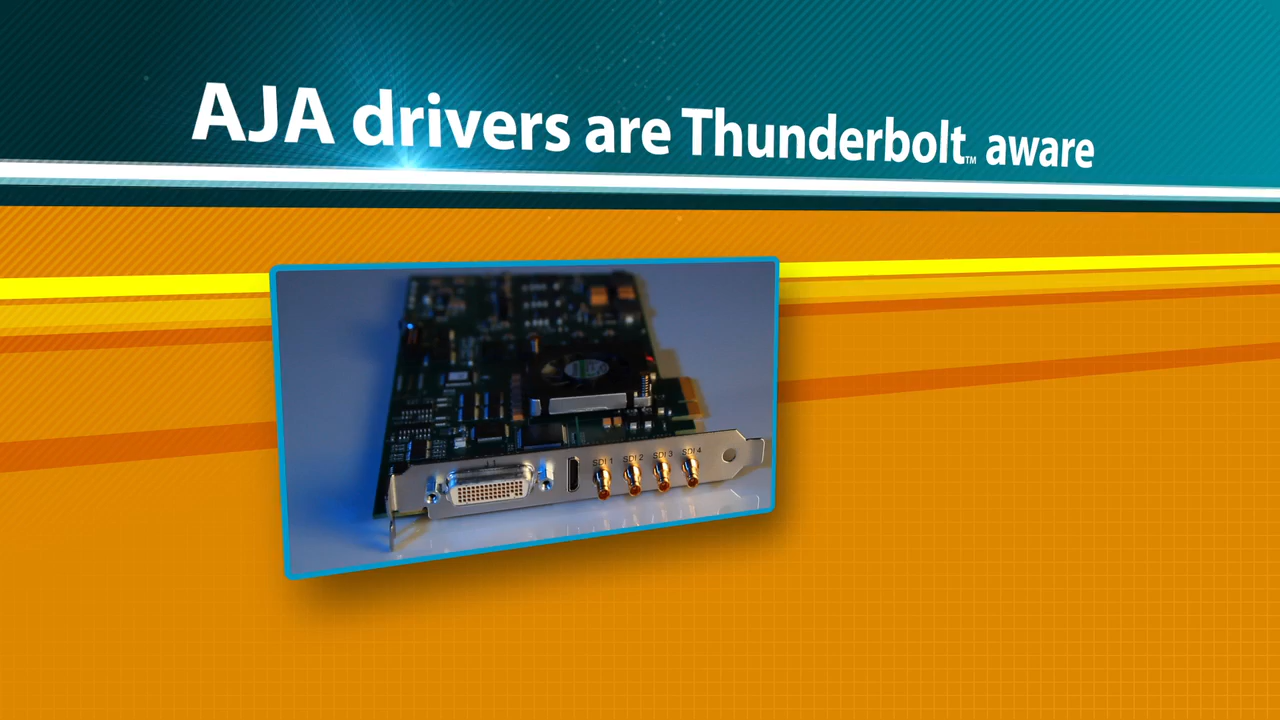 AJA drivers are Thunderbolt™ aware
SDI 1 SDI 2 SDI 3 SDI 4